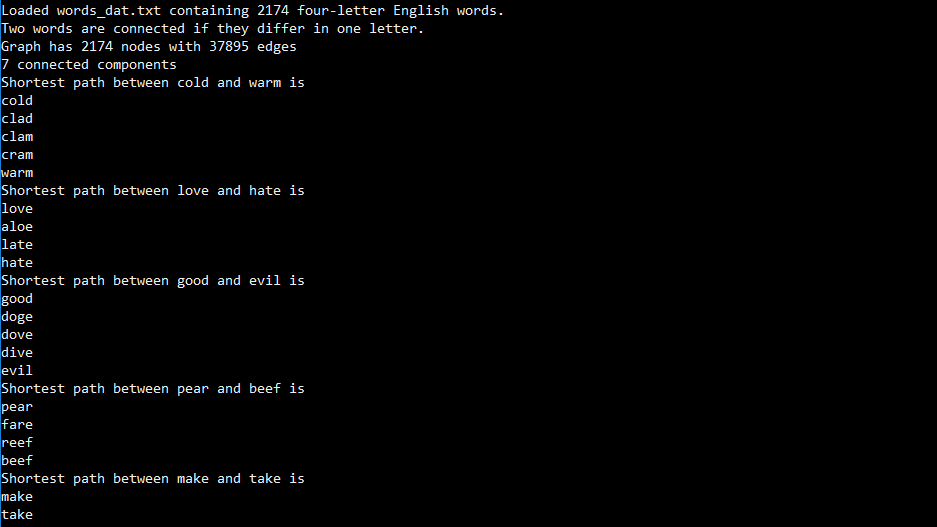 Loaded words_dat.txt containing 2174 four-letter English words.
Two words are connected if they differ in one letter.
Graph has 2174 nodes with 37895 edges
7 connected components
Shortest path between cold and warm is
cold
clad
clam
cram
warm
Shortest path between love and hate is
love
aloe
late
hate
Shortest path between good and evil is
good
doge
dove
dive
evil
Shortest path between pear and beef is
pear
fare
reef
beef
Shortest path between make and take is
make
take